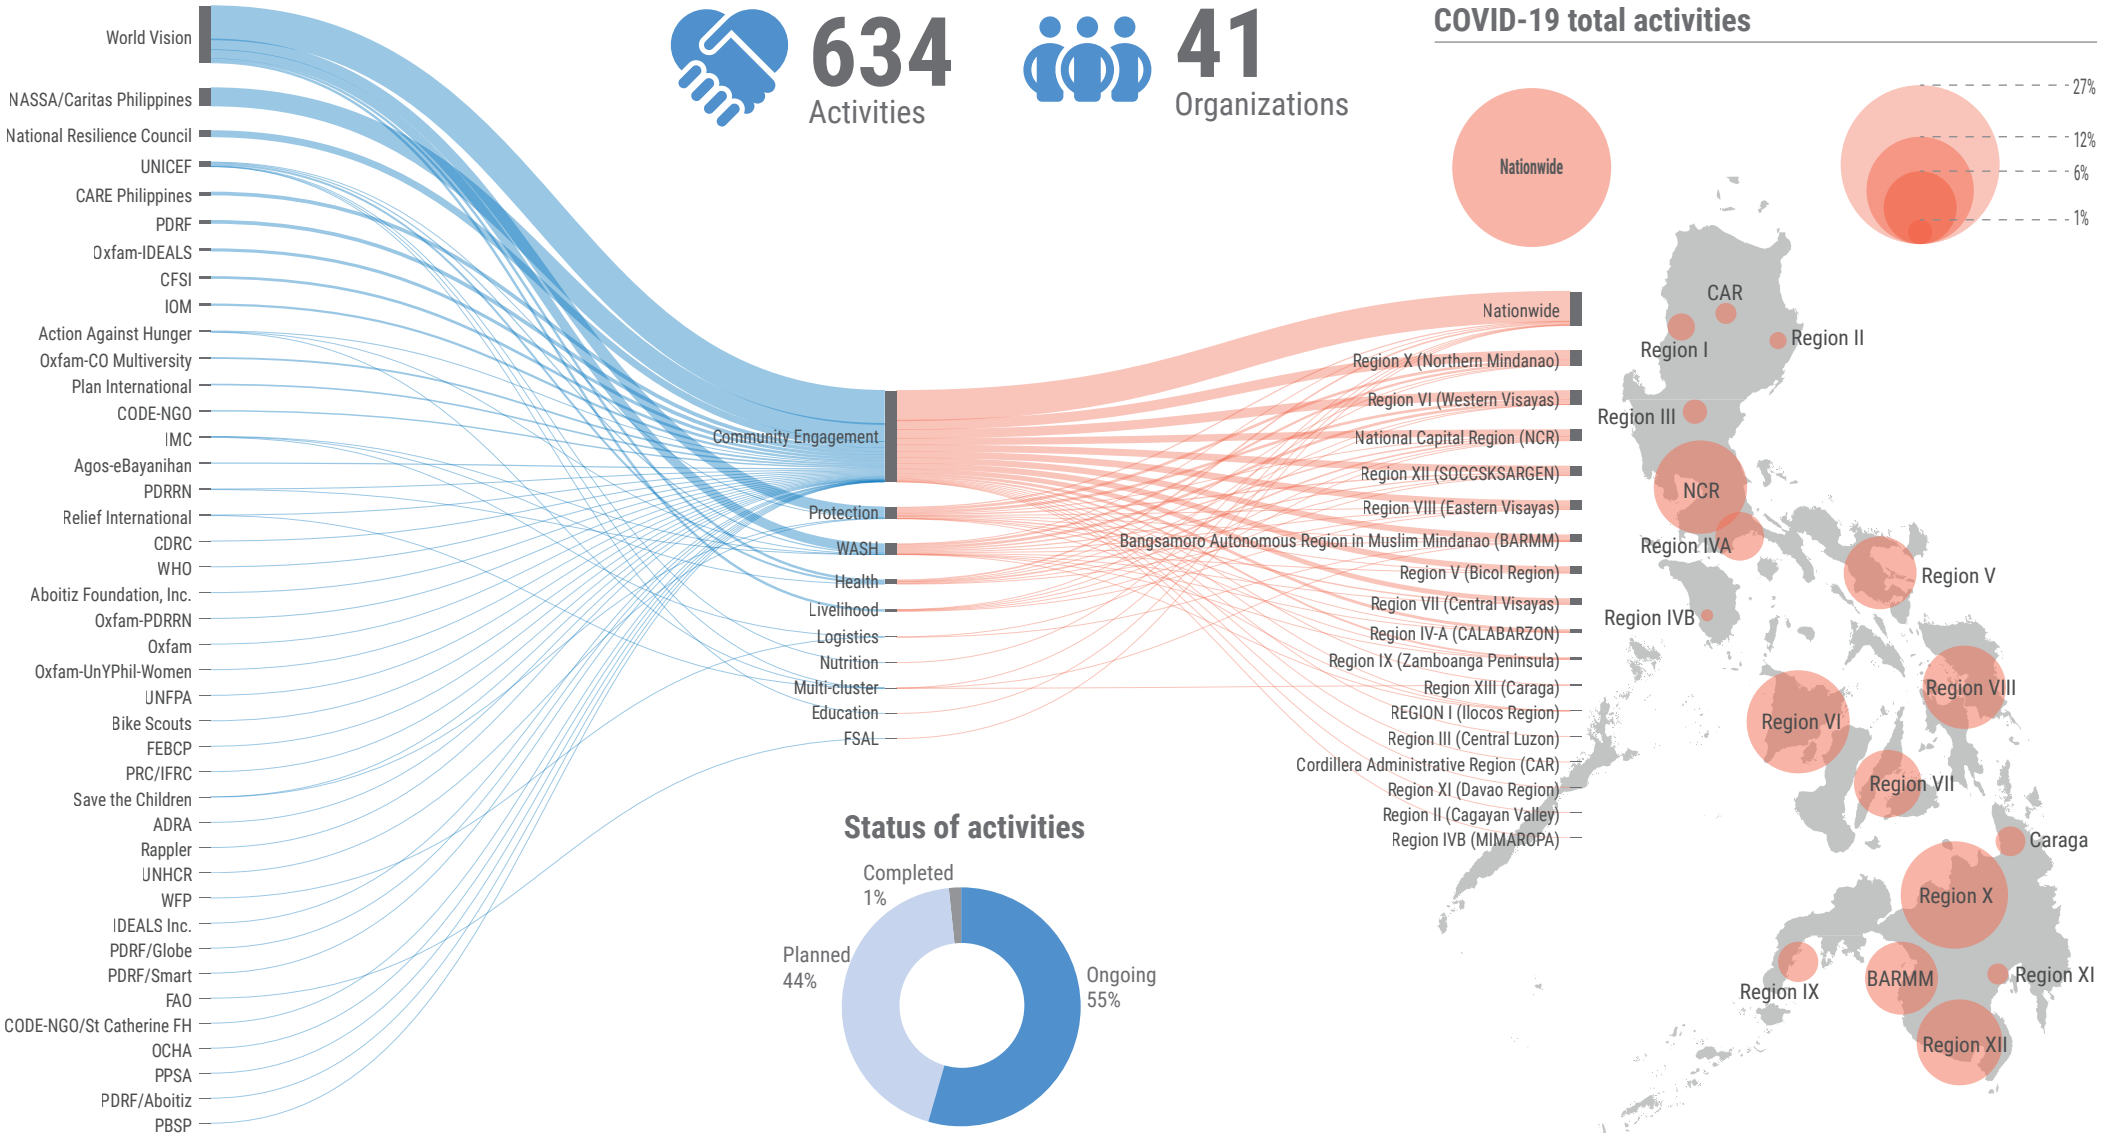 World Vision
NASSA/Caritas Philippines
National Resilience Council
UNICEF
CARE Philippines
PDRF
Oxfam-IDEALS
CFSI
IOM
Action Against Hunger
Oxfam-CO Multiversity
Plan International
CODE-NGO
IMC
Agos-eBayanihan
PDRRN
Relief International
CDRC
WHO
Aboitiz Foundation, Inc.
Oxfam-PDRRN
Oxfam
Oxfam-UnYPhil-Women
UNFPA
Bike Scouts
FEBCP
PRC/IFRC
Save the Children
ADRA
Rappler
UNHCR
WFP
IDEALS Inc.
PDRF/Globe
PDRF/Smart
FAO
CODE-NGO/St Catherine FH
OCHA
PPSA
PDRF/Aboitiz
PBSP
634
Activities
41
Organizations
Community Engagement
Protection
WASH
Health
Livelihood
Logistics
Nutrition
Multi-cluster
Education
FSAL
Status of activities
Completed
1%
Planned
44%
Ongoing
55%
Nationwide
Region X (Northern Mindanao)
Region VI (Western Visayas)
National Capital Region (NCR)
Region XII (SOCCSKSARGEN)
Region VIII (Eastern Visayas)
Bangsamoro Autonomous Region in Muslim Mindanao (BARMM)
Region V (Bicol Region)
Region VII (Central Visayas)
Region IV-A (CALABARZON)
Region IX (Zamboanga Peninsula)
Region XIII (Caraga)
REGION I (Ilocos Region)
Region III (Central Luzon)
Cordillera Administrative Region (CAR)
Region XI (Davao Region)
Region II (Cagayan Valley)
Region IVB (MIMAROPA)
COVID-19 total activities
Nationwide
27%
12%
6%
1%
CAR
Region I
Region II
Region III
NCR
Region IVA
Region V
Region IVB
Region VIII
Region VI
Region VII
Caraga
Region X
Region IX
BARMM
Region XI
Region XII